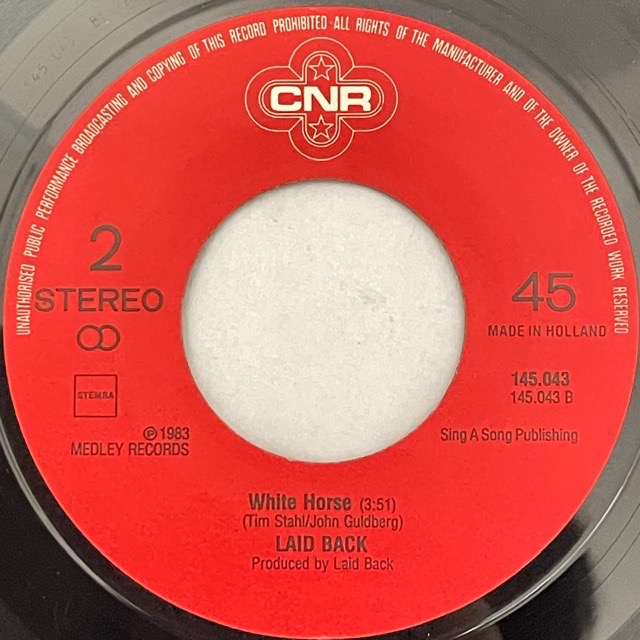 UNAUTHORISED PUBLIC PERFORMANCE BROADCASTING AND COPYING OF THIS RECORD PROHIBITED · ALL RIGHTS OF THE MANUFACTURER AND OF THE OWNER OF THE RECORDED WORK RESERVED
CNR
2
STEREO
45
MADE IN HOLLAND
STEMRA
145.043
145.043 B
℗ 1983
MEDLEY RECORDS
Sing A Song Publishing
White Horse (3:51)
(Tim Stahl/John Guldberg)
LAID BACK
Produced by Laid Back